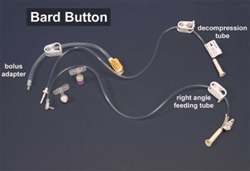 Bard Button
decompression
tube
bolus
adapter
right angle
feeding tube